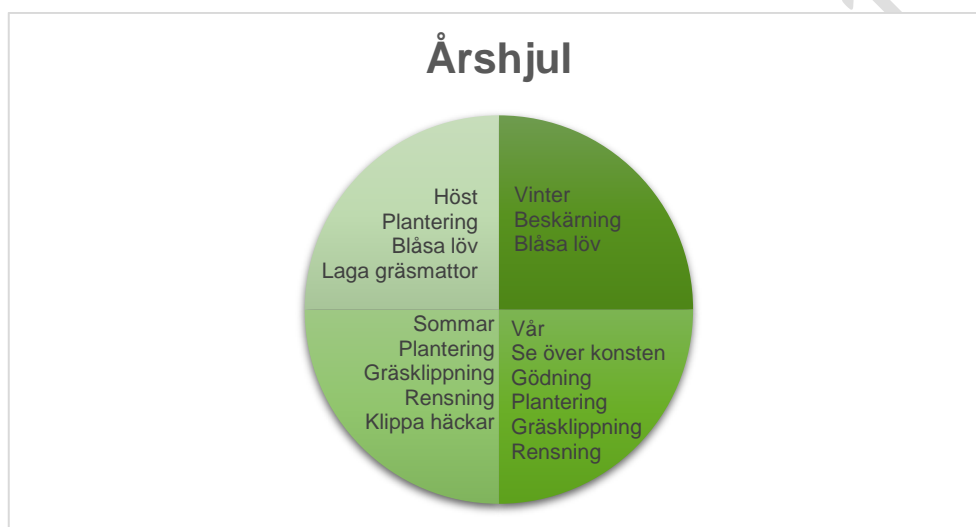 Årshjul
Höst
Plantering
Blåsa löv
Laga gräsmattor
Vinter
Beskärning
Blåsa löv
Sommar
Plantering
Gräsklippning
Rensning
Klippa häckar
Vår
Se över konsten
Gödning
Plantering
Gräsklippning
Rensning